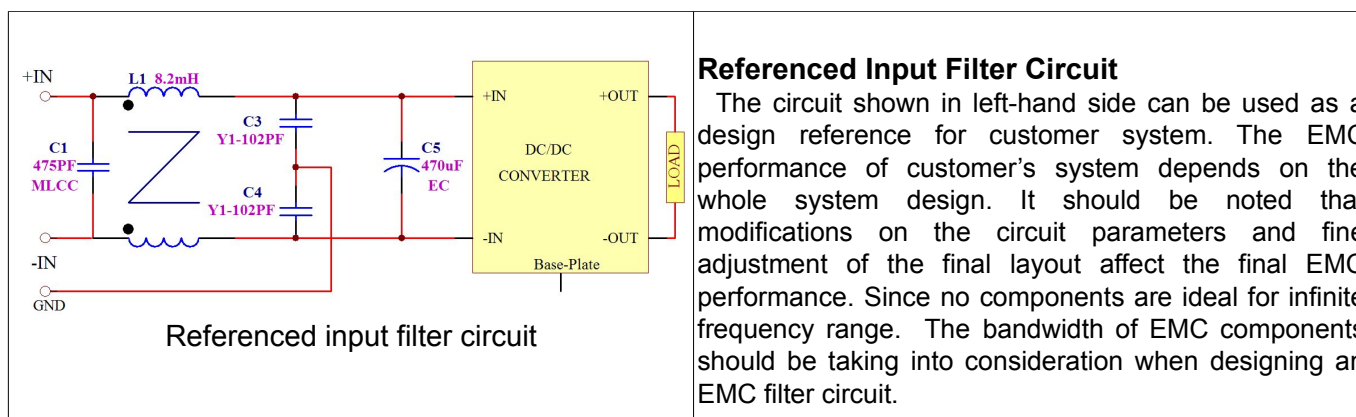 +IN
L1 8.2mH
C1
475PF
MLCC
C3
Y1-102PF
C4
Y1-102PF
C5
470uF
EC
-IN
GND
+IN
+OUT
DC/DC
CONVERTER
-IN
-OUT
Base-Plate
LOAD
Referenced input filter circuit
Referenced Input Filter Circuit
The circuit shown in left-hand side can be used as a
design reference for customer system. The EMC
performance of customer's system depends on the
whole system design. It should be noted tha
modifications on the circuit parameters and fine
adjustment of the final layout affect the final EMC
performance. Since no components are ideal for infinite
frequency range. The bandwidth of EMC components
should be taking into consideration when designing an
EMC filter circuit.